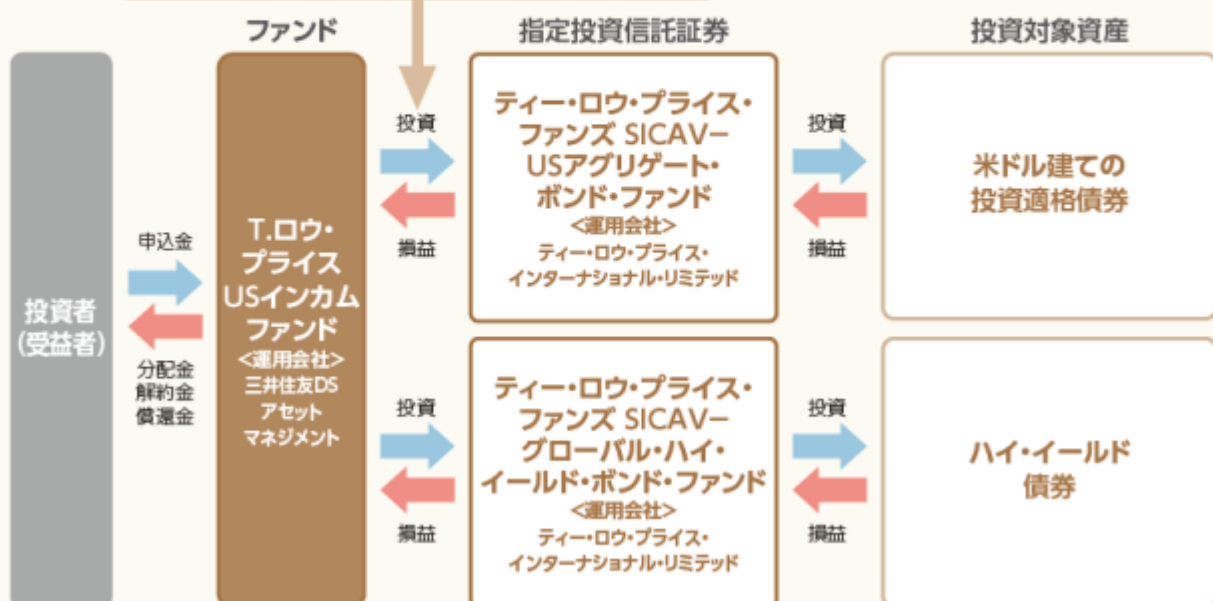 ファンド
指定投資信託証券
投資対象資産
投資者
(受益者)
申込金
分配金
解約金
償還金
T.ロウ・
プライス
USインカム
ファンド
<運用会社>
三井住友DS
アセット
マネジメント
投資
損益
ティー・ロウ・プライス・
ファンズ SICAV−
USアグリゲート・
ボンド・ファンド
<運用会社>
ティー・ロウ・プライス・
インターナショナル・リミテッド
投資
損益
米ドル建ての
投資適格債券
投資
損益
ティー・ロウ・プライス・
ファンズ SICAV−
グローバル・ハイ・
イールド・ボンド・ファンド
<運用会社>
ティー・ロウ・プライス・
インターナショナル・リミテッド
投資
損益
ハイ・イールド
債券